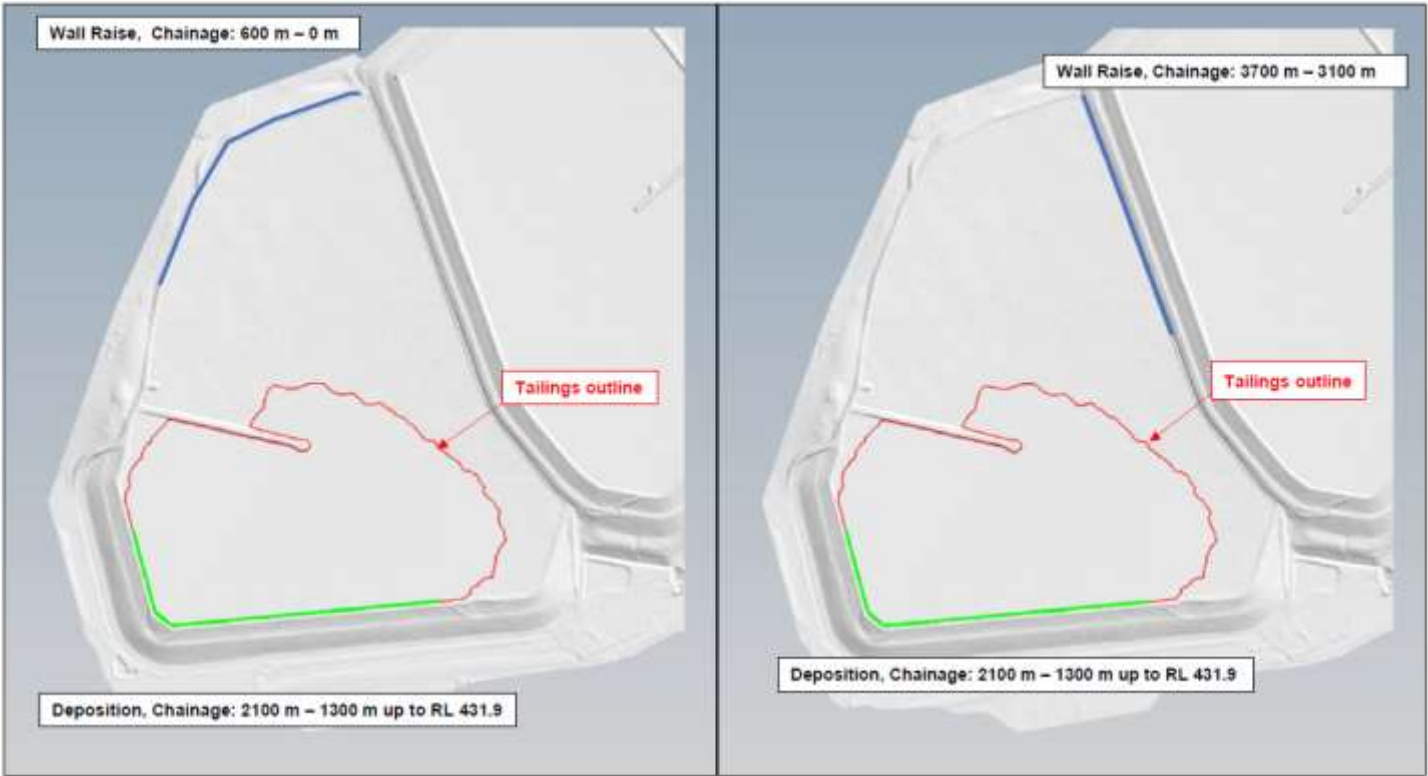 Wall Raise, Chainage: 600 m – 0 m
Tailings outline
Deposition, Chainage: 2100 m – 1300 m up to RL 431.9
Wall Raise, Chainage: 3700 m – 3100 m
Tailings outline
Deposition, Chainage: 2100 m – 1300 m up to RL 431.9